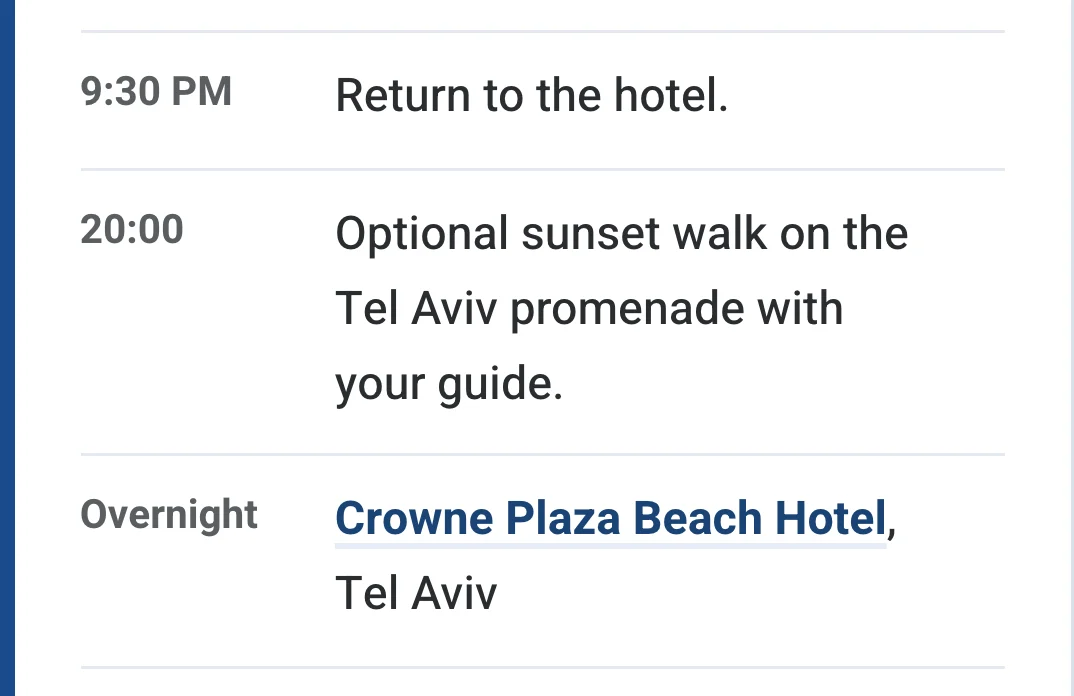 9:30 PM Return to the hotel.
20:00 Optional sunset walk on the
Tel Aviv promenade with
your guide.
Overnight Crowne Plaza Beach Hotel,
Tel Aviv